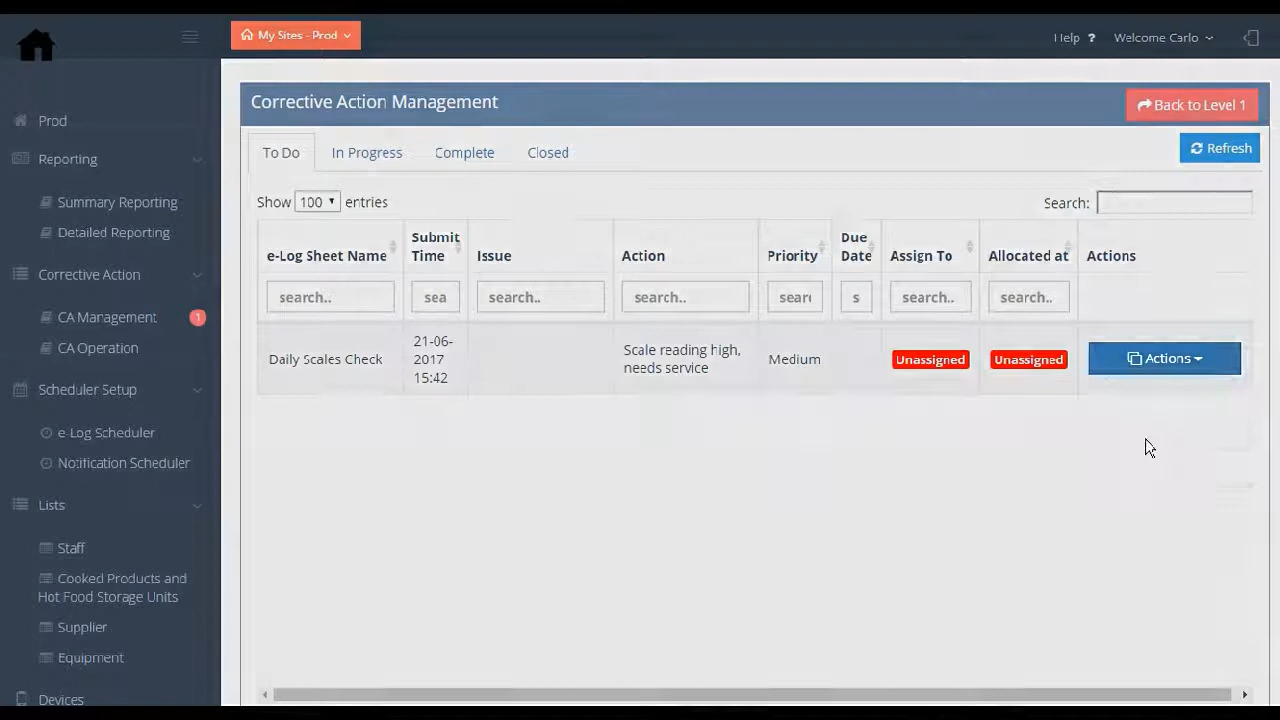 My Sites - Prod
Help ?
Welcome Carlo
Prod
Reporting
Summary Reporting
Detailed Reporting
Corrective Action
CA Management
1
CA Operation
Scheduler Setup
e-Log Scheduler
Notification Scheduler
Lists
Staff
Cooked Products and
Hot Food Storage Units
Supplier
Equipment
Devices
Corrective Action Management
Back to Level 1
To Do
In Progress
Complete
Closed
Refresh
Show 100 entries
Search:
e-Log Sheet Name
Submit
Time
Issue
Action
Priority
Due
Date
Assign To
Allocated at
Actions
search..
sea
search..
search..
sear
s
search..
search..
Daily Scales Check
21-06-
2017
15:42
Scale reading high,
needs service
Medium
Unassigned
Unassigned
Actions